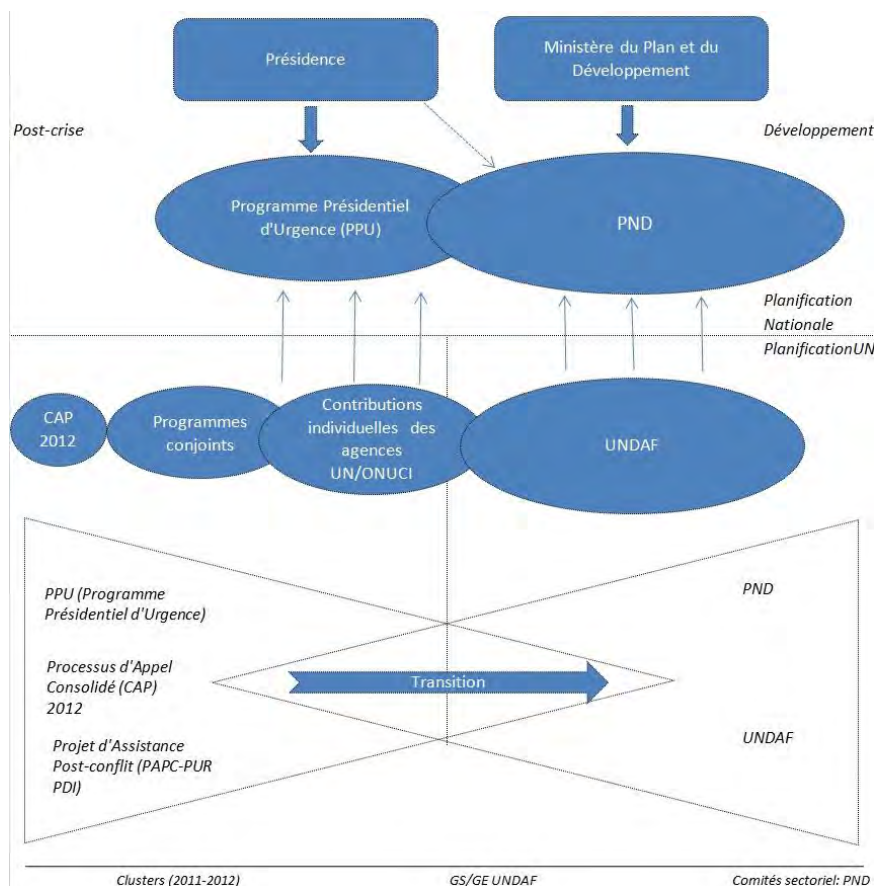 Présidence
Ministère du Plan et du
Développement
Post-crise
Développement
Programme Présidentiel
d'Urgence (PPU)
PND
Planification
Nationale
PlanificationUN
CAP
2012
Programmes
conjoints
Contributions
individuelles des
agences
UN/ONUCI
UNDAF
PPU (Programme
Présidentiel d'Urgence)
PND
Processus d'Appel
Consolidé (CAP)
2012
Transition
Projet d'Assistance
Post-conflit (PAPC-PUR
PDI)
UNDAF
Clusters (2011-2012)
GS/GE UNDAF
Comités sectoriel: PND